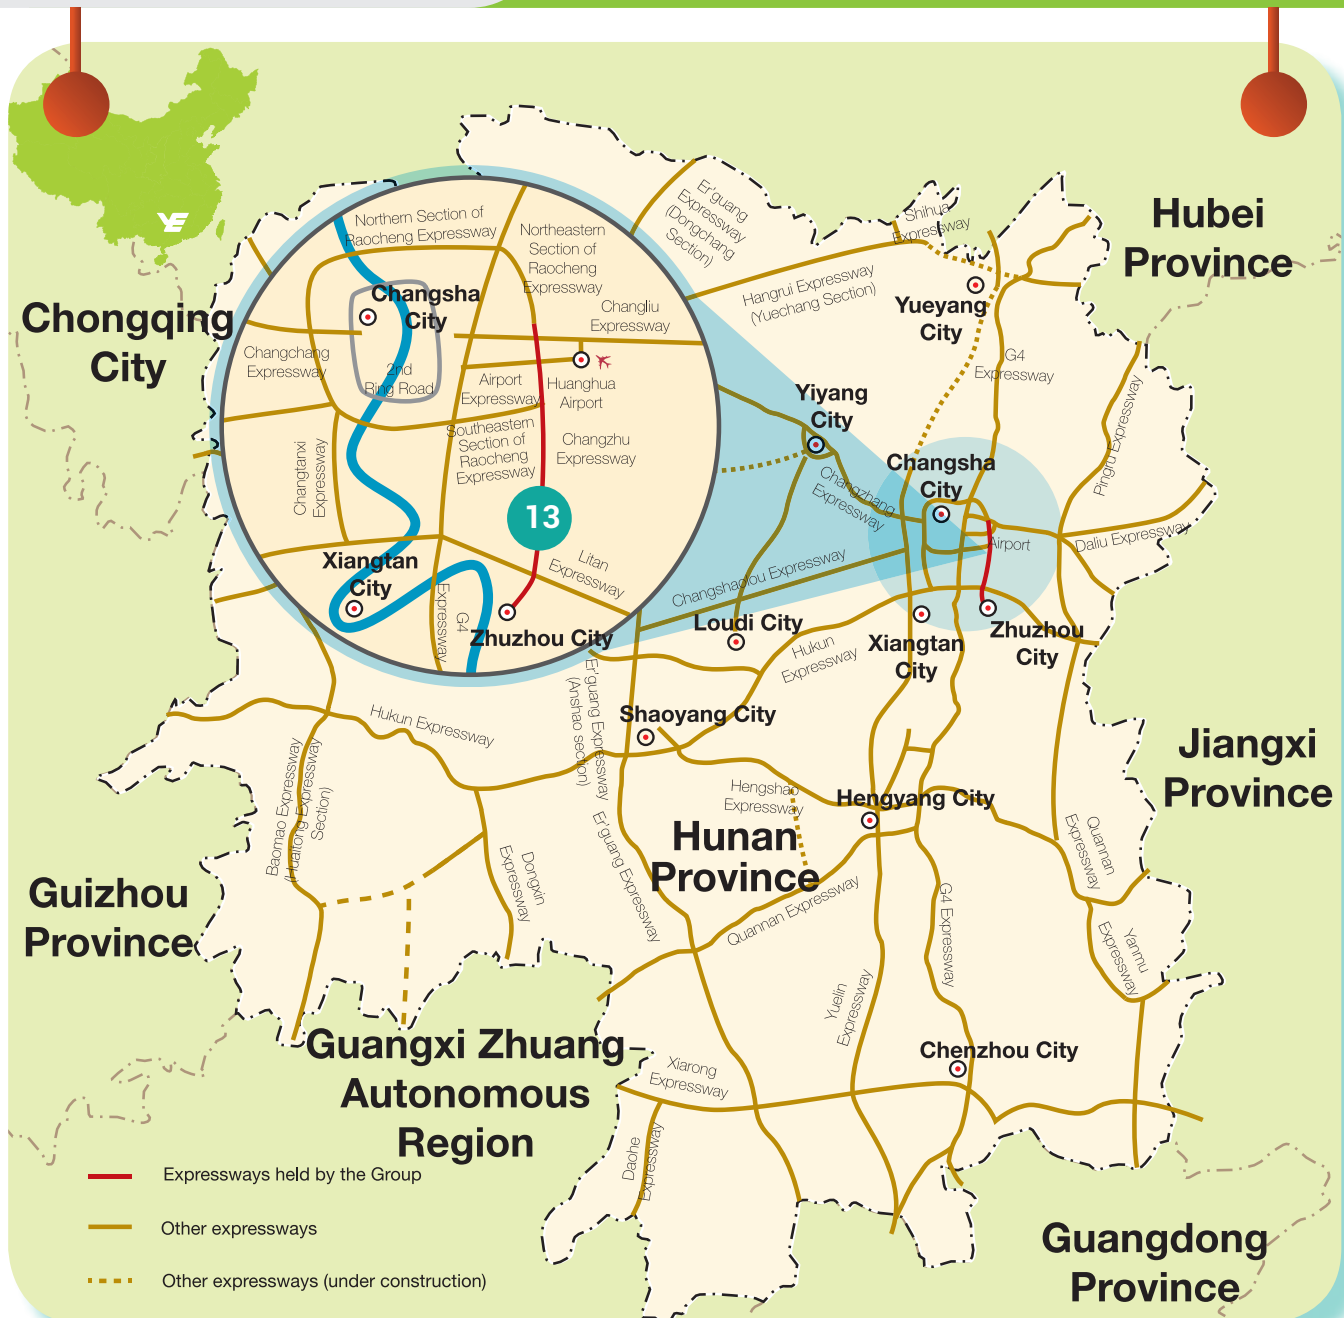 YE
Hubei
Province
Chongqing
City
Guizhou
Province
Guangxi Zhuang
Autonomous
Region
Guangdong
Province
Jiangxi
Province
Hunan
Province
Northern Section of
Raocheng Expressway
Northeastern
Section of
Raocheng
Expressway
Changsha
City
Changliu
Expressway
Changchang
Expressway
2nd
Ring Road
Airport
Expressway
Huanghua
Airport
Southeastern
Section of
Raocheng
Expressway
Changzhu
Expressway
Changtanxi
Expressway
13
Xiangtan
City
Litan
Expressway
G4
Expressway
Zhuzhou City
Er'guang
Expressway
(Dongchang
Section)
Shihua
Expressway
Hangrui Expressway
(Yuechang Section)
Yueyang
City
G4
Expressway
Yiyang
City
Pingru Expressway
Changsha
City
Changzhang
Expressway
Airport
Daliu Expressway
Changshaolou Expressway
Loudi City
Hukun
Expressway
Xiangtan
City
Zhuzhou
City
Er'guang Expressway
(Anshao section)
Shaoyang City
Hukun Expressway
Baomao Expressway
(Huaitong Expressway
Section)
Hengshao
Expressway
Hengyang City
Quannan
Expressway
Dongxin
Expressway
Er'guang Expressway
Quannan Expressway
G4 Expressway
Yanmu
Expressway
Yuelin
Expressway
Chenzhou City
Xiarong
Expressway
Daohe
Expressway
Expressways held by the Group
Other expressways
Other expressways (under construction)